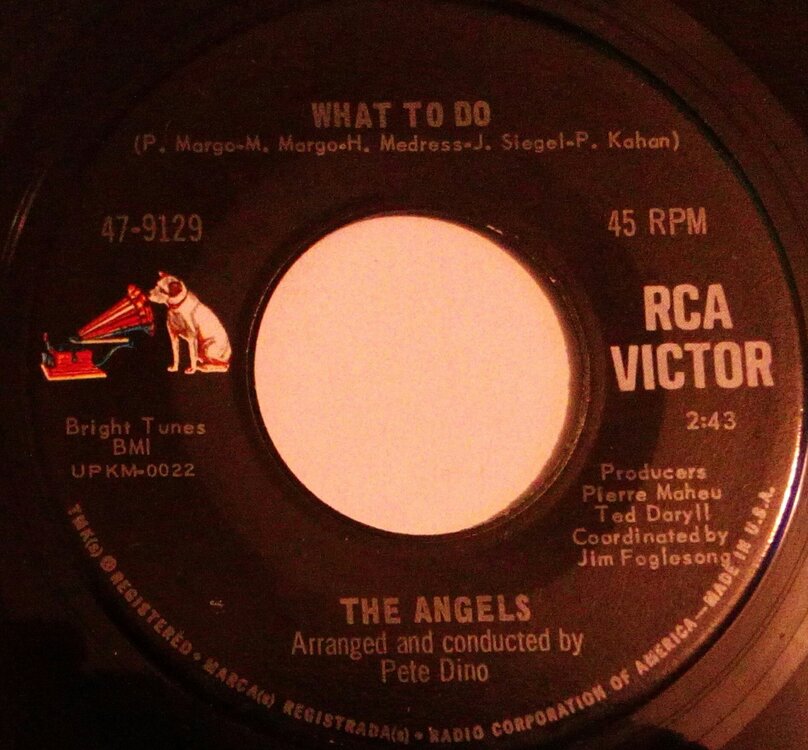 WHAT TO DO
(P. Margo-M. Margo-H. Medress-J. Siegel-P. Kahan)
47-9129
45 RPM
RCA
VICTOR
2:43
Bright Tunes
BMI
UPKM-0022
Producers
Pierre Maheu
Ted Daryll
Coordinated by
Jim Foglesong
THE ANGELS
Arranged and conducted by
Pete Dino
TMK(s) ® REGISTERED • MARCA(s) REGISTRADA(s) • RADIO CORPORATION OF AMERICA—MADE IN U.S.A.